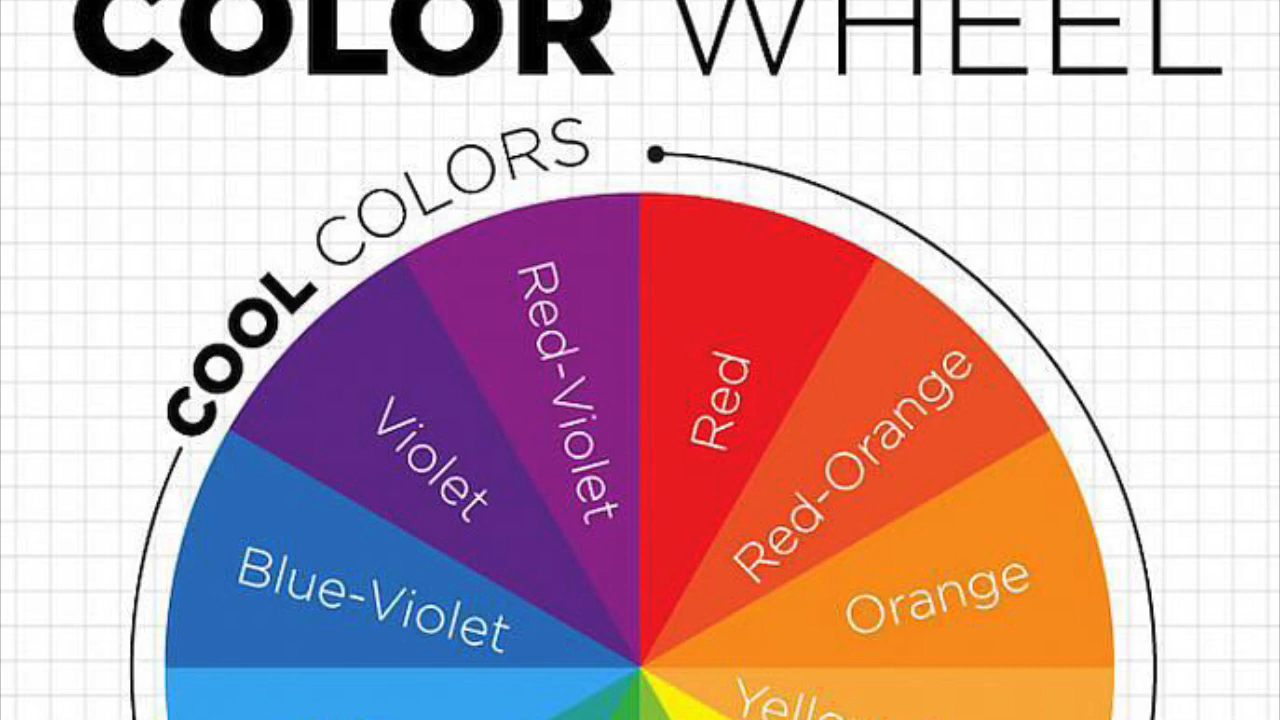 COLOR WHEEL
COOL COLORS
Red-Violet
Red
Violet
Red-Orange
Blue-Violet
Orange